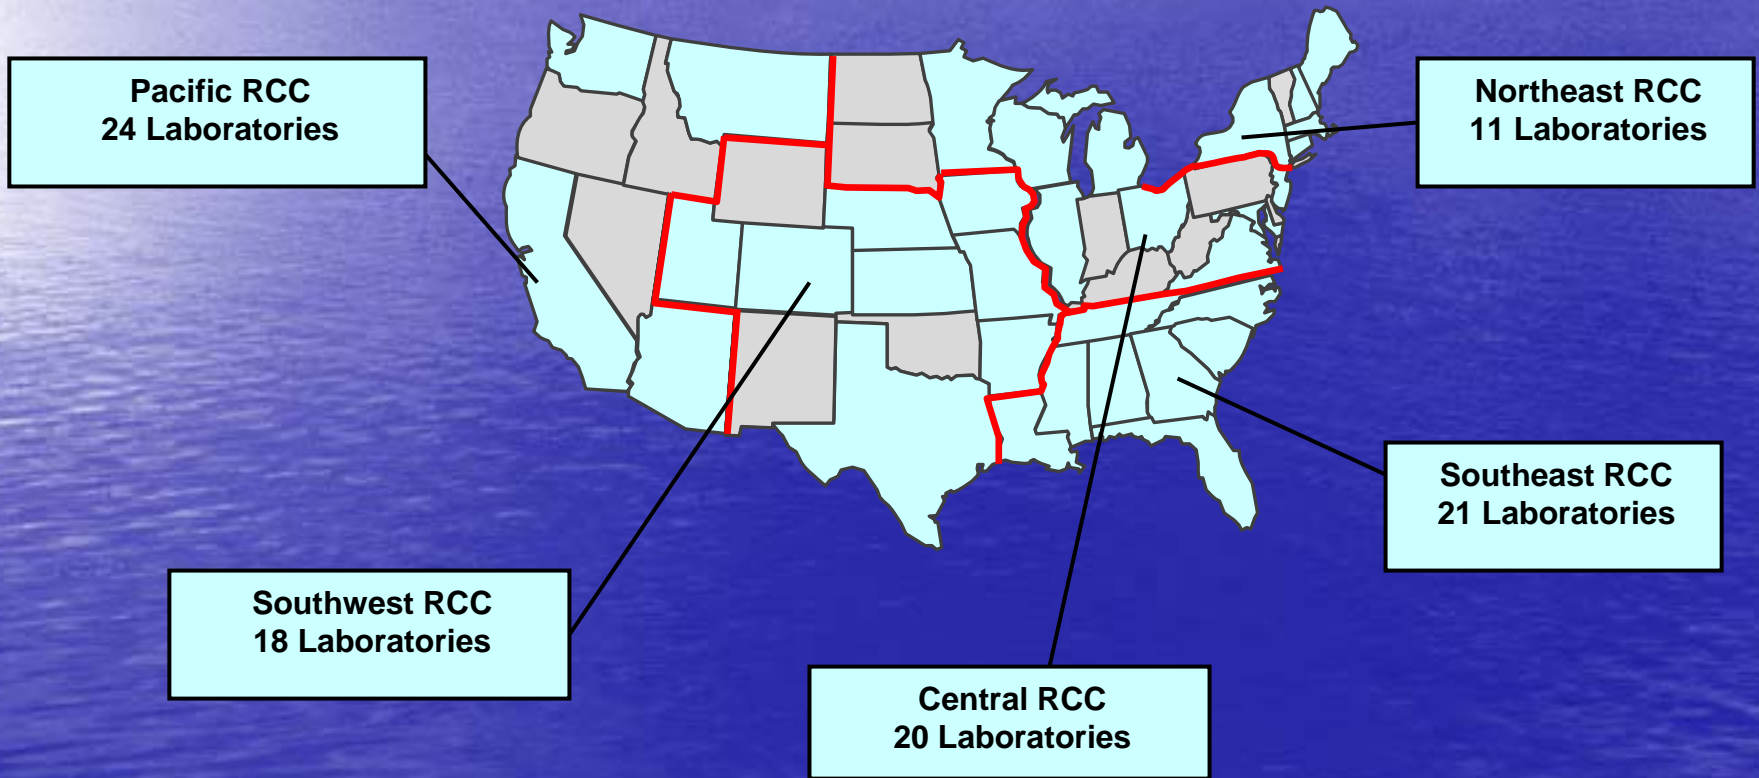 Pacific RCC
24 Laboratories
Northeast RCC
11 Laboratories
Southeast RCC
21 Laboratories
Southwest RCC
18 Laboratories
Central RCC
20 Laboratories